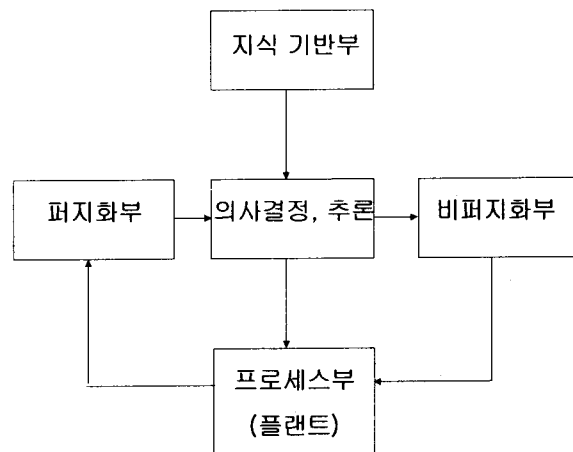 지식 기반부
퍼지화부
의사결정, 추론
비퍼지화부
프로세스부
(플랜트)